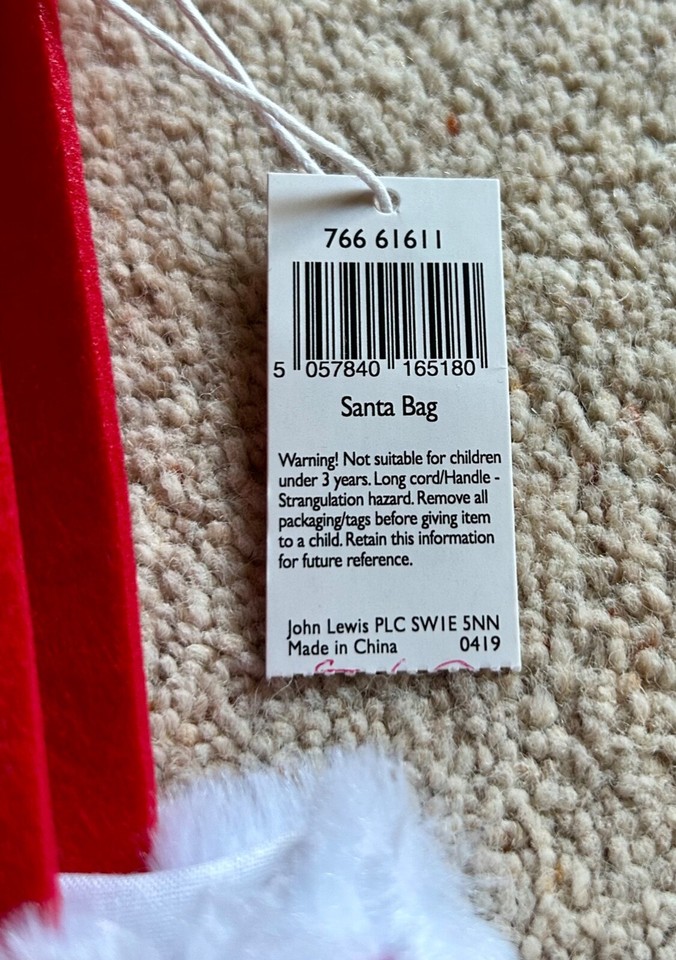 766 61611
5 057840 165180
Santa Bag
Warning! Not suitable for children
under 3 years. Long cord/Handle -
Strangulation hazard. Remove all
packaging/tags before giving item
to a child. Retain this information
for future reference.
John Lewis PLC SW1E 5NN
Made in China 0419